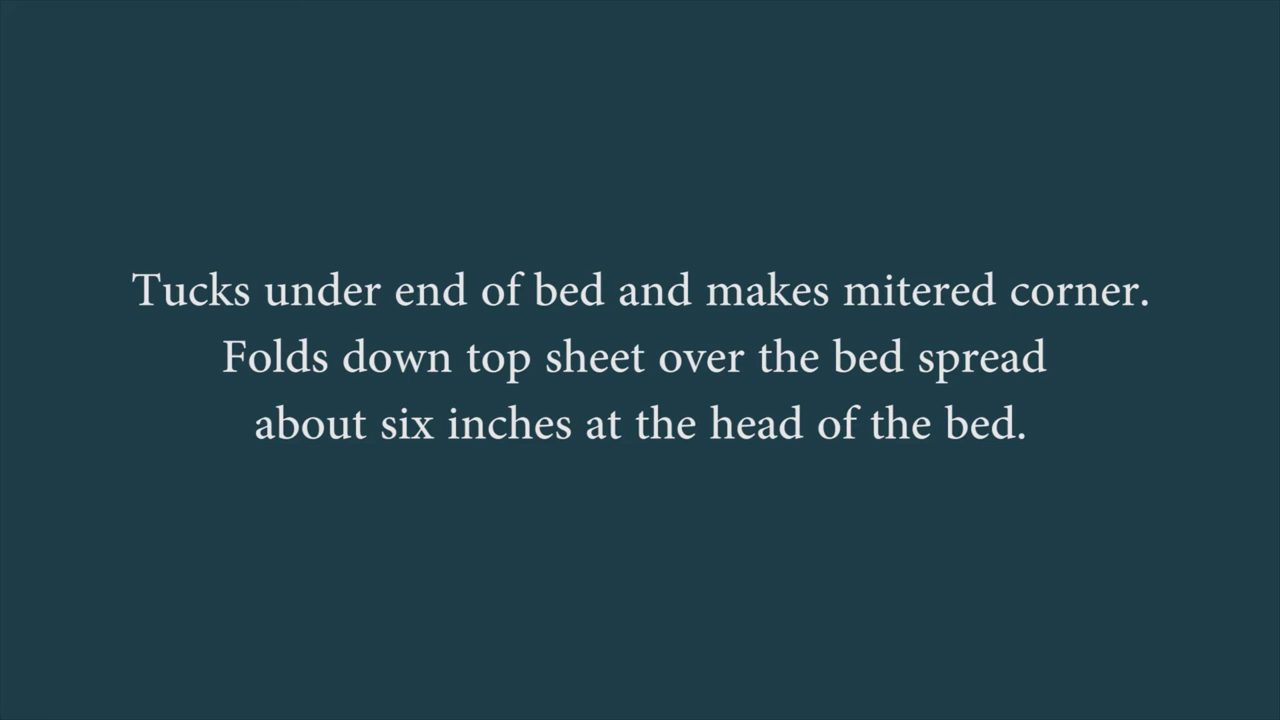 Tucks under end of bed and makes mitered corner.
Folds down top sheet over the bed spread
about six inches at the head of the bed.